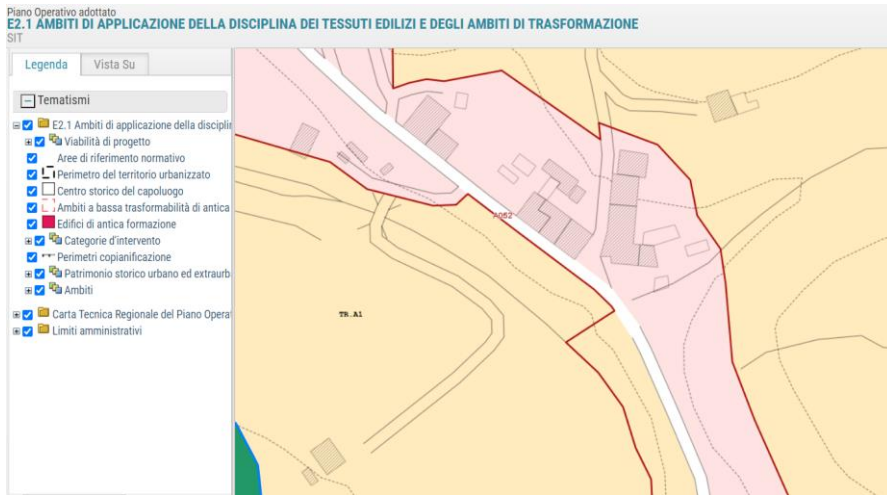 Piano Operativo adottato
E2.1 AMBITI DI APPLICAZIONE DELLA DISCIPLINA DEI TESSUTI EDILIZI E DEGLI AMBITI DI TRASFORMAZIONE
SIT
Legenda
Vista Su
Tematismi
E2.1 Ambiti di applicazione della disciplin
Viabilità di progetto
Aree di riferimento normativo
Perimetro del territorio urbanizzato
Centro storico del capoluogo
Ambiti a bassa trasformabilità di antica
Edifici di antica formazione
Categorie d'intervento
Perimetri copianificazione
Patrimonio storico urbano ed extraurb
Ambiti
Carta Tecnica Regionale del Piano Opera
Limiti amministrativi
A052
TR.A1